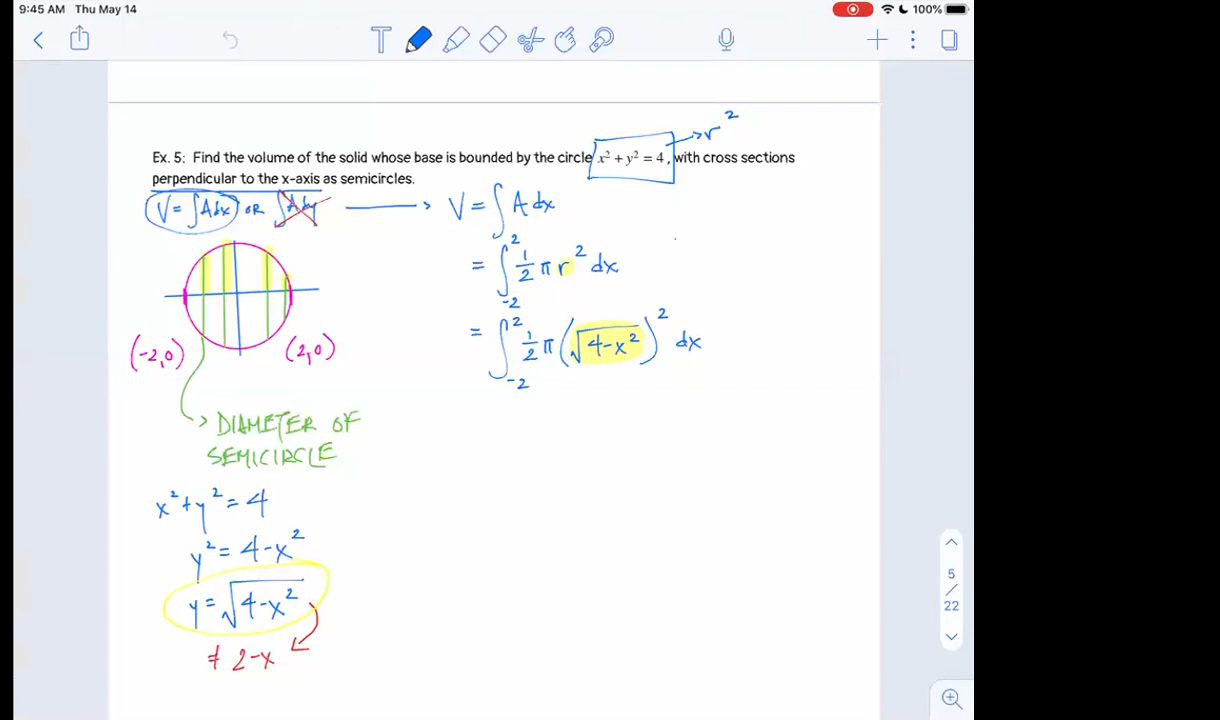 9:45 AM Thu May 14
100%
T
r²
Ex. 5: Find the volume of the solid whose base is bounded by the circle x² + y² = 4, with cross sections
perpendicular to the x-axis as semicircles.
V = ∫A dx OR ∫A dy → V = ∫ A dx
= ∫₋₂² 1/2 π r² dx
= ∫₋₂² 1/2 π (√4-x²)² dx
(-2,0) (2,0)
> DIAMETER OF
SEMICIRCLE
x² + y² = 4
y² = 4-x²
y = √4-x²
≠ 2-x
5
/
22